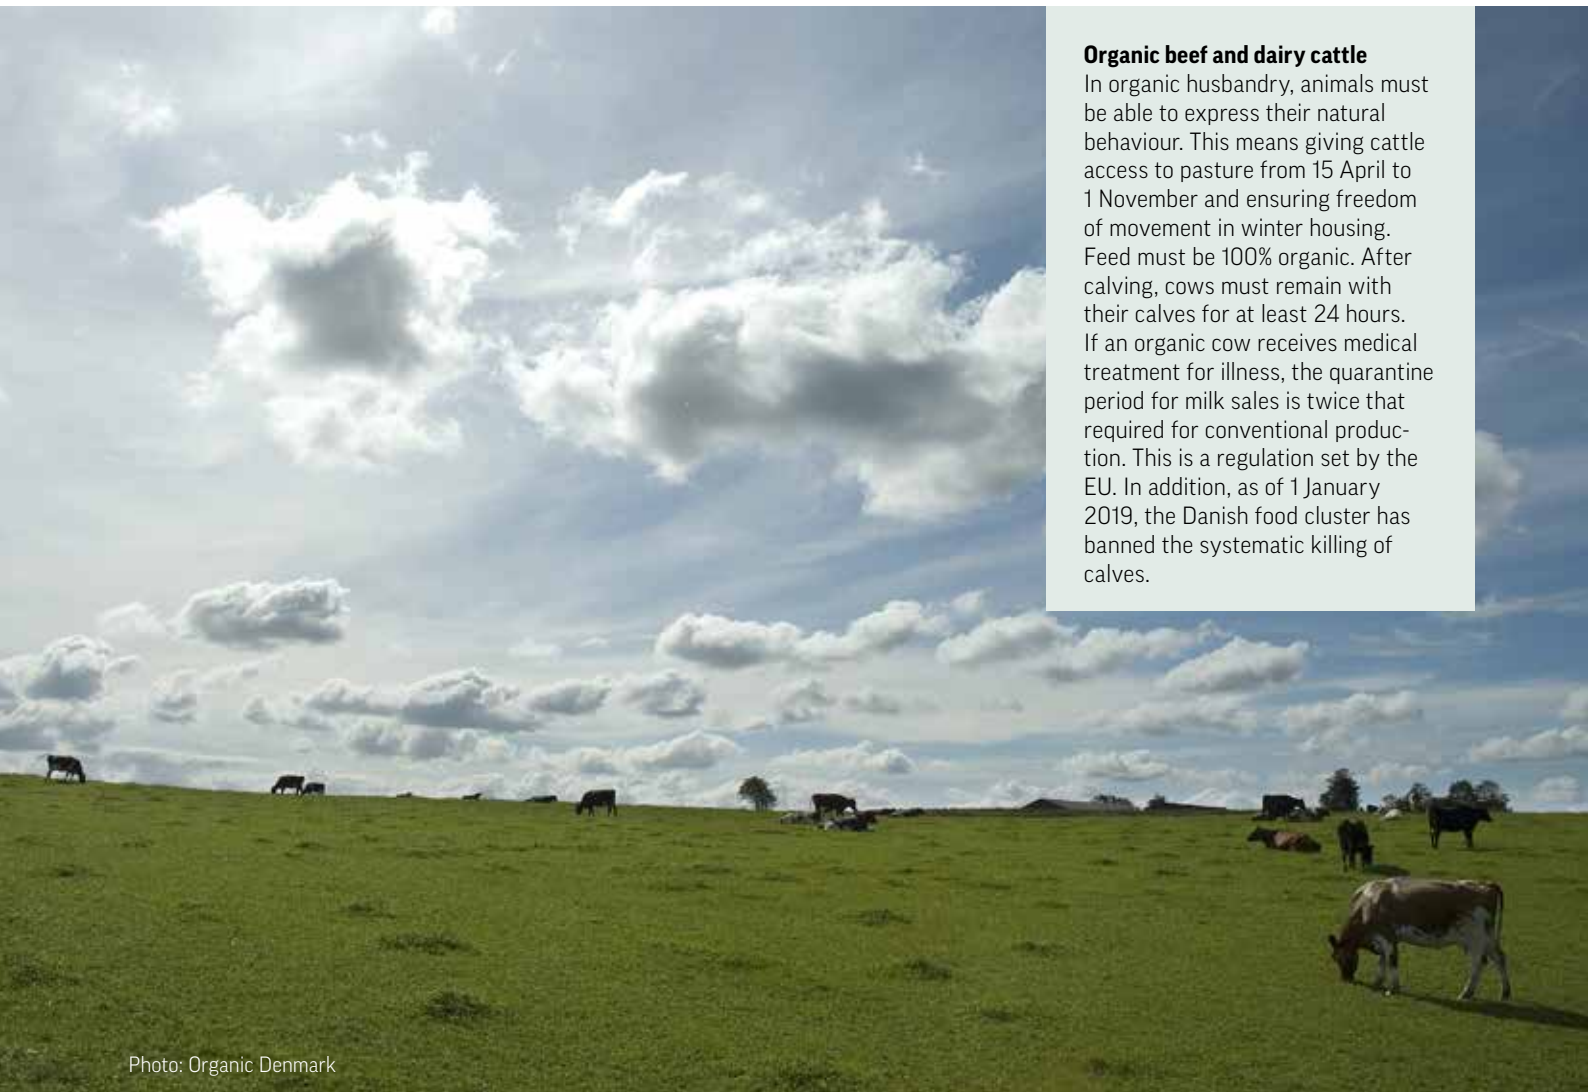 Organic beef and dairy cattle
In organic husbandry, animals must
be able to express their natural
behaviour. This means giving cattle
access to pasture from 15 April to
1 November and ensuring freedom
of movement in winter housing.
Feed must be 100% organic. After
calving, cows must remain with
their calves for at least 24 hours.
If an organic cow receives medical
treatment for illness, the quarantine
period for milk sales is twice that
required for conventional produc-
tion. This is a regulation set by the
EU. In addition, as of 1 January
2019, the Danish food cluster has
banned the systematic killing of
calves.
Photo: Organic Denmark